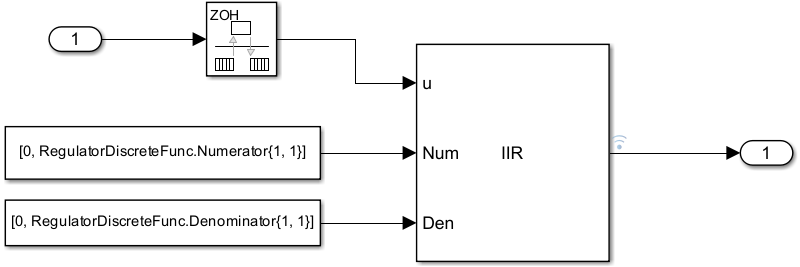 ZOH
1
u
[0, RegulatorDiscreteFunc.Numerator{1, 1}]
Num
IIR
1
[0, RegulatorDiscreteFunc.Denominator{1, 1}]
Den